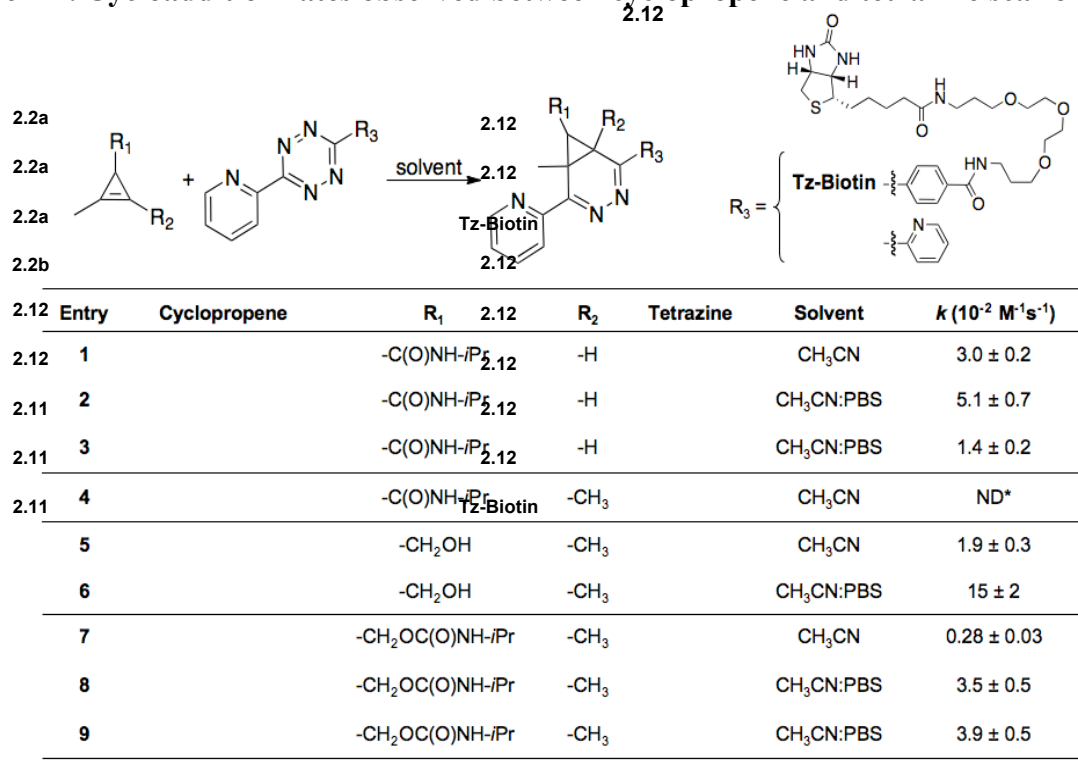 2.12
2.2a
2.2a
2.2a
2.2b
2.12
2.12
2.11
2.11
2.11
R1
R2
+
N
N
N
N
N
R3
solvent
2.12
2.12
Tz-Biotin
2.12
2.12
2.12
2.12
2.12
Tz-Biotin
R1
R2
R3
N
N
N
R3 =
O
HN
NH
H
H
S
O
H
N
O
O
O
HN
O
Tz-Biotin
N
Entry Cyclopropene R1 R2 Tetrazine Solvent k (10-2 M-1s-1)
1 -C(O)NH-iPr -H CH3CN 3.0 ± 0.2
2 -C(O)NH-iPr -H CH3CN:PBS 5.1 ± 0.7
3 -C(O)NH-iPr -H CH3CN:PBS 1.4 ± 0.2
4 -C(O)NH-iPr -CH3 CH3CN ND*
5 -CH2OH -CH3 CH3CN 1.9 ± 0.3
6 -CH2OH -CH3 CH3CN:PBS 15 ± 2
7 -CH2OC(O)NH-iPr -CH3 CH3CN 0.28 ± 0.03
8 -CH2OC(O)NH-iPr -CH3 CH3CN:PBS 3.5 ± 0.5
9 -CH2OC(O)NH-iPr -CH3 CH3CN:PBS 3.9 ± 0.5